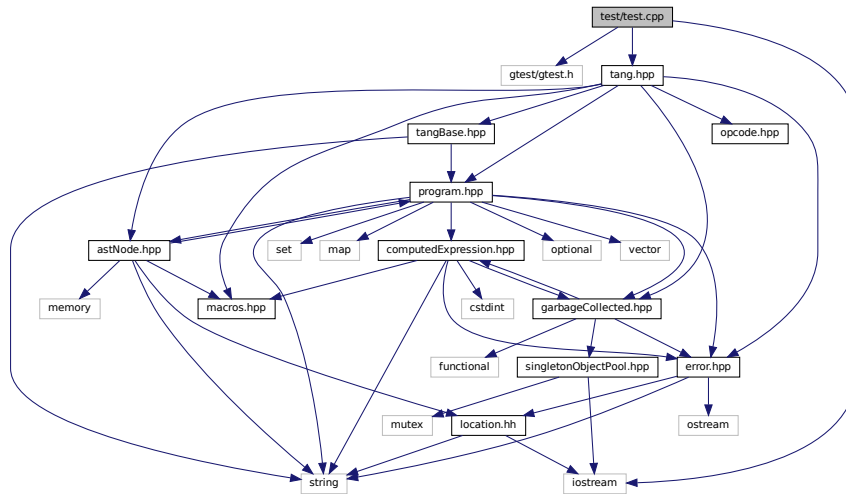 test/test.cpp
gtest/gtest.h
tang.hpp
tangBase.hpp
opcode.hpp
program.hpp
astNode.hpp
set
map
computedExpression.hpp
optional
vector
memory
macros.hpp
cstdint
garbageCollected.hpp
functional
singletonObjectPool.hpp
error.hpp
mutex
location.hh
ostream
string
iostream